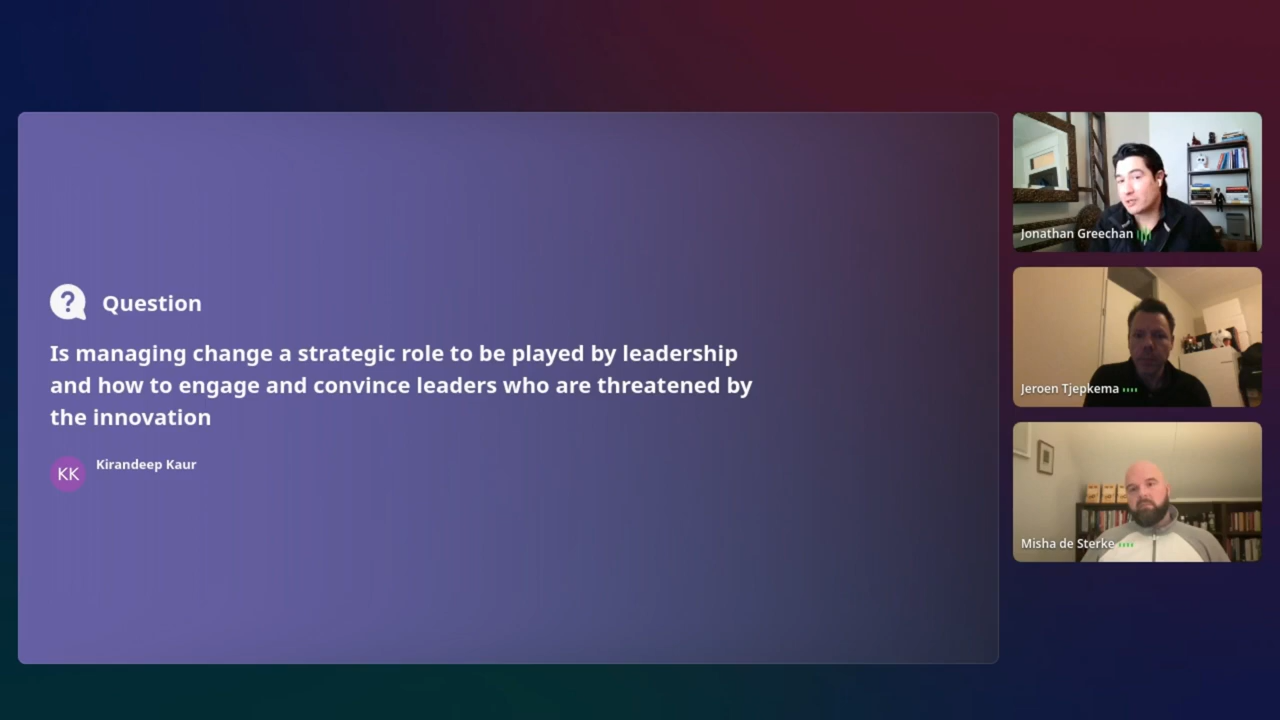 Question
Is managing change a strategic role to be played by leadership
and how to engage and convince leaders who are threatened by
the innovation
KK
Kirandeep Kaur
Jonathan Greechan
Jeroen Tjepkema
Misha de Sterke